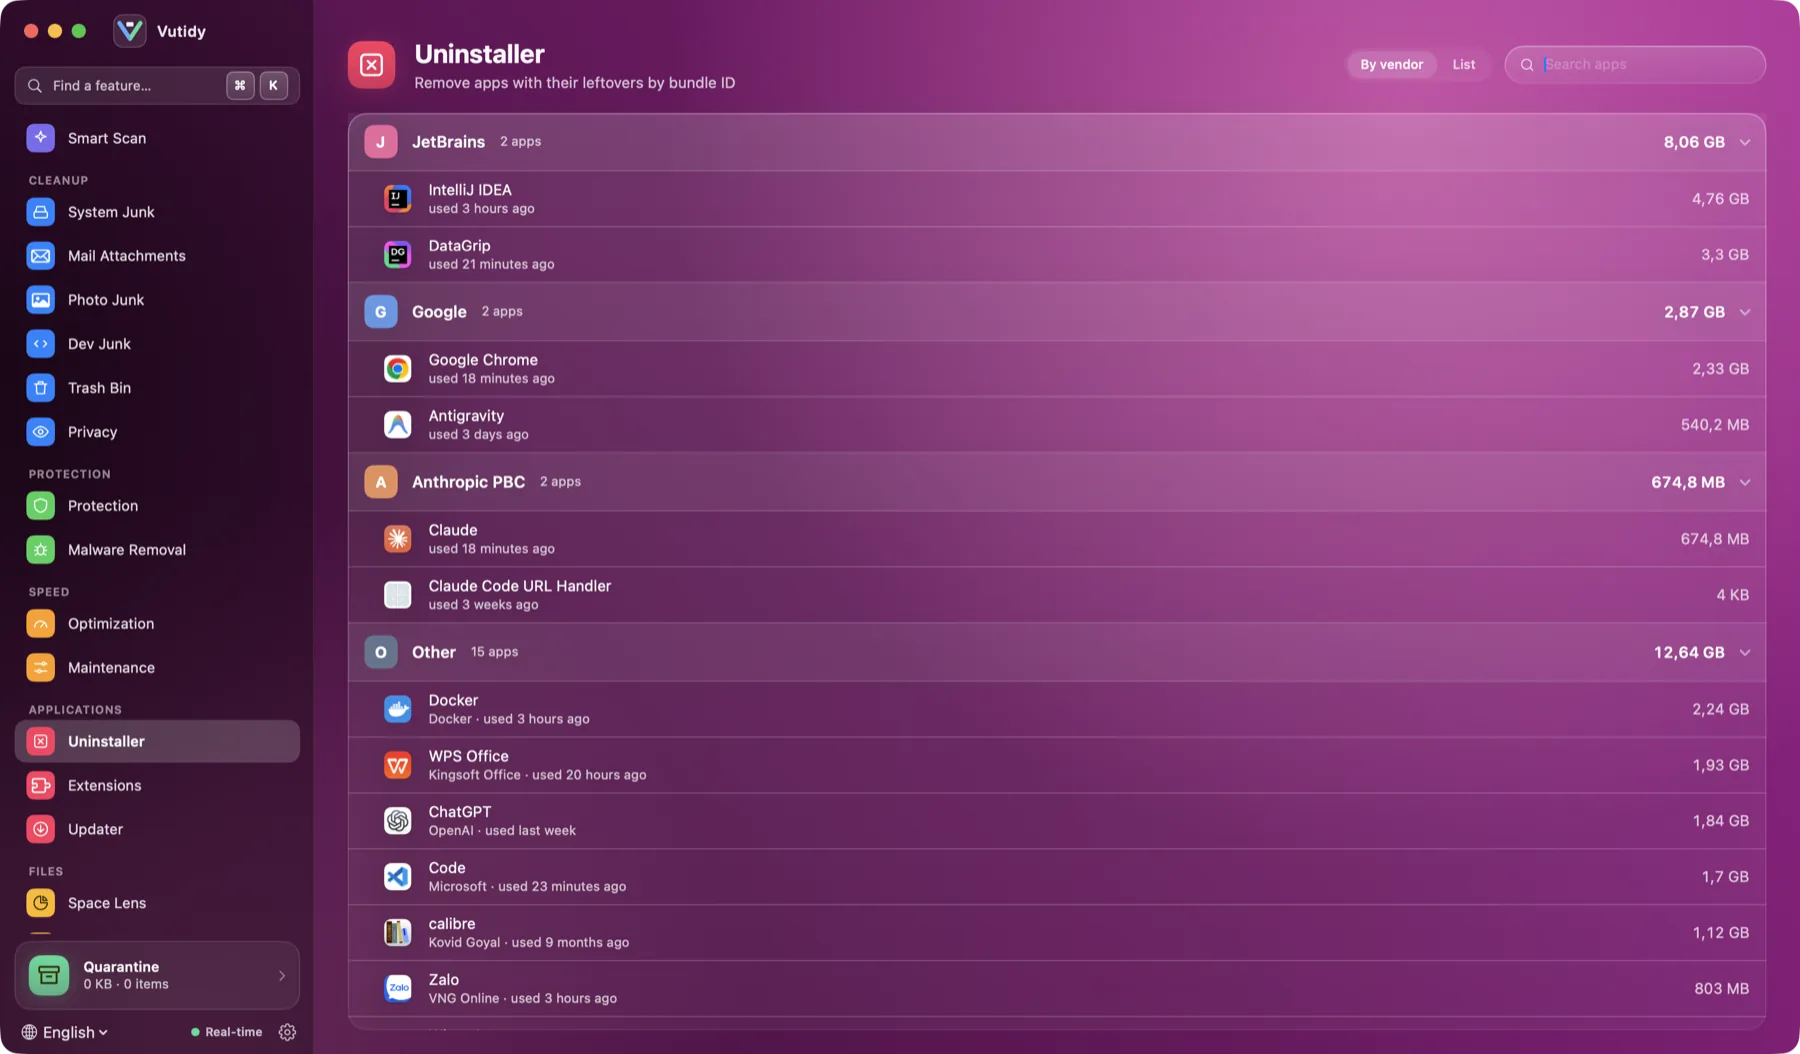 Vutidy
Find a feature...
⌘ K
Smart Scan
CLEANUP
System Junk
Mail Attachments
Photo Junk
Dev Junk
Trash Bin
Privacy
PROTECTION
Protection
Malware Removal
SPEED
Optimization
Maintenance
APPLICATIONS
Uninstaller
Extensions
Updater
FILES
Space Lens
Quarantine
0 KB · 0 items
English
Real-time
Uninstaller
Remove apps with their leftovers by bundle ID
By vendor
List
Search apps
J JetBrains 2 apps 8,06 GB
IntelliJ IDEA
used 3 hours ago
4,76 GB
DataGrip
used 21 minutes ago
3,3 GB
G Google 2 apps 2,87 GB
Google Chrome
used 18 minutes ago
2,33 GB
Antigravity
used 3 days ago
540,2 MB
A Anthropic PBC 2 apps 674,8 MB
Claude
used 18 minutes ago
674,8 MB
Claude Code URL Handler
used 3 weeks ago
4 KB
O Other 15 apps 12,64 GB
Docker
Docker · used 3 hours ago
2,24 GB
WPS Office
Kingsoft Office · used 20 hours ago
1,93 GB
ChatGPT
OpenAI · used last week
1,84 GB
Code
Microsoft · used 23 minutes ago
1,7 GB
calibre
Kovid Goyal · used 9 months ago
1,12 GB
Zalo
Zalo
VNG Online · used 3 hours ago
803 MB